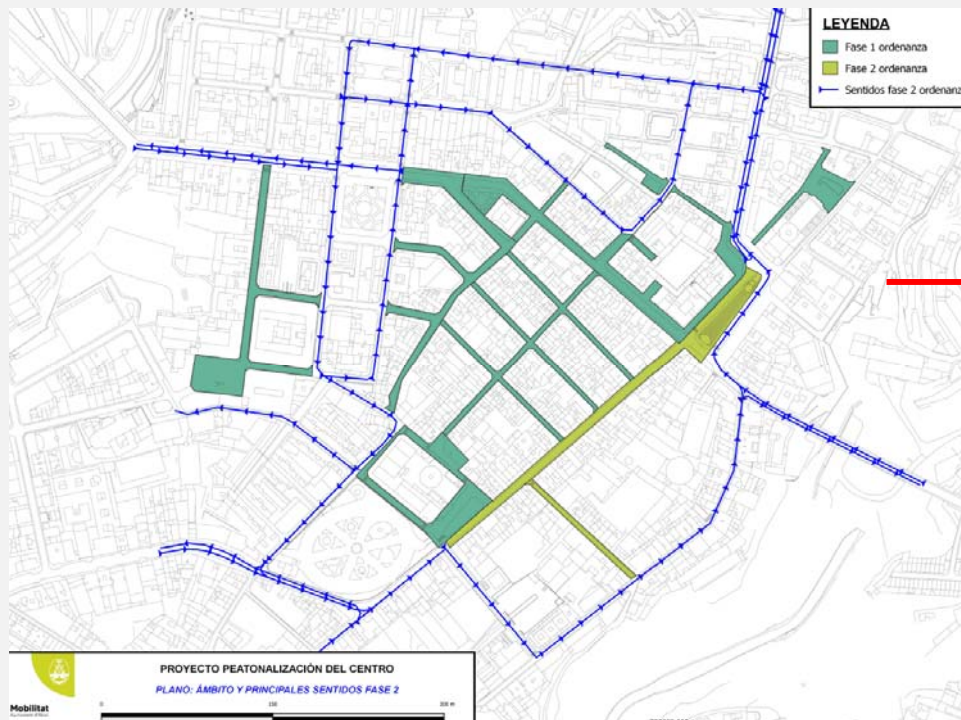 LEYENDA
Fase 1 ordenanza
Fase 2 ordenanza
Sentidos fase 2 ordenanz
PROYECTO PEATONALIZACIÓN DEL CENTRO
PLANO: ÁMBITO Y PRINCIPALES SENTIDOS FASE 2
Mobilitat
0 150 300 m